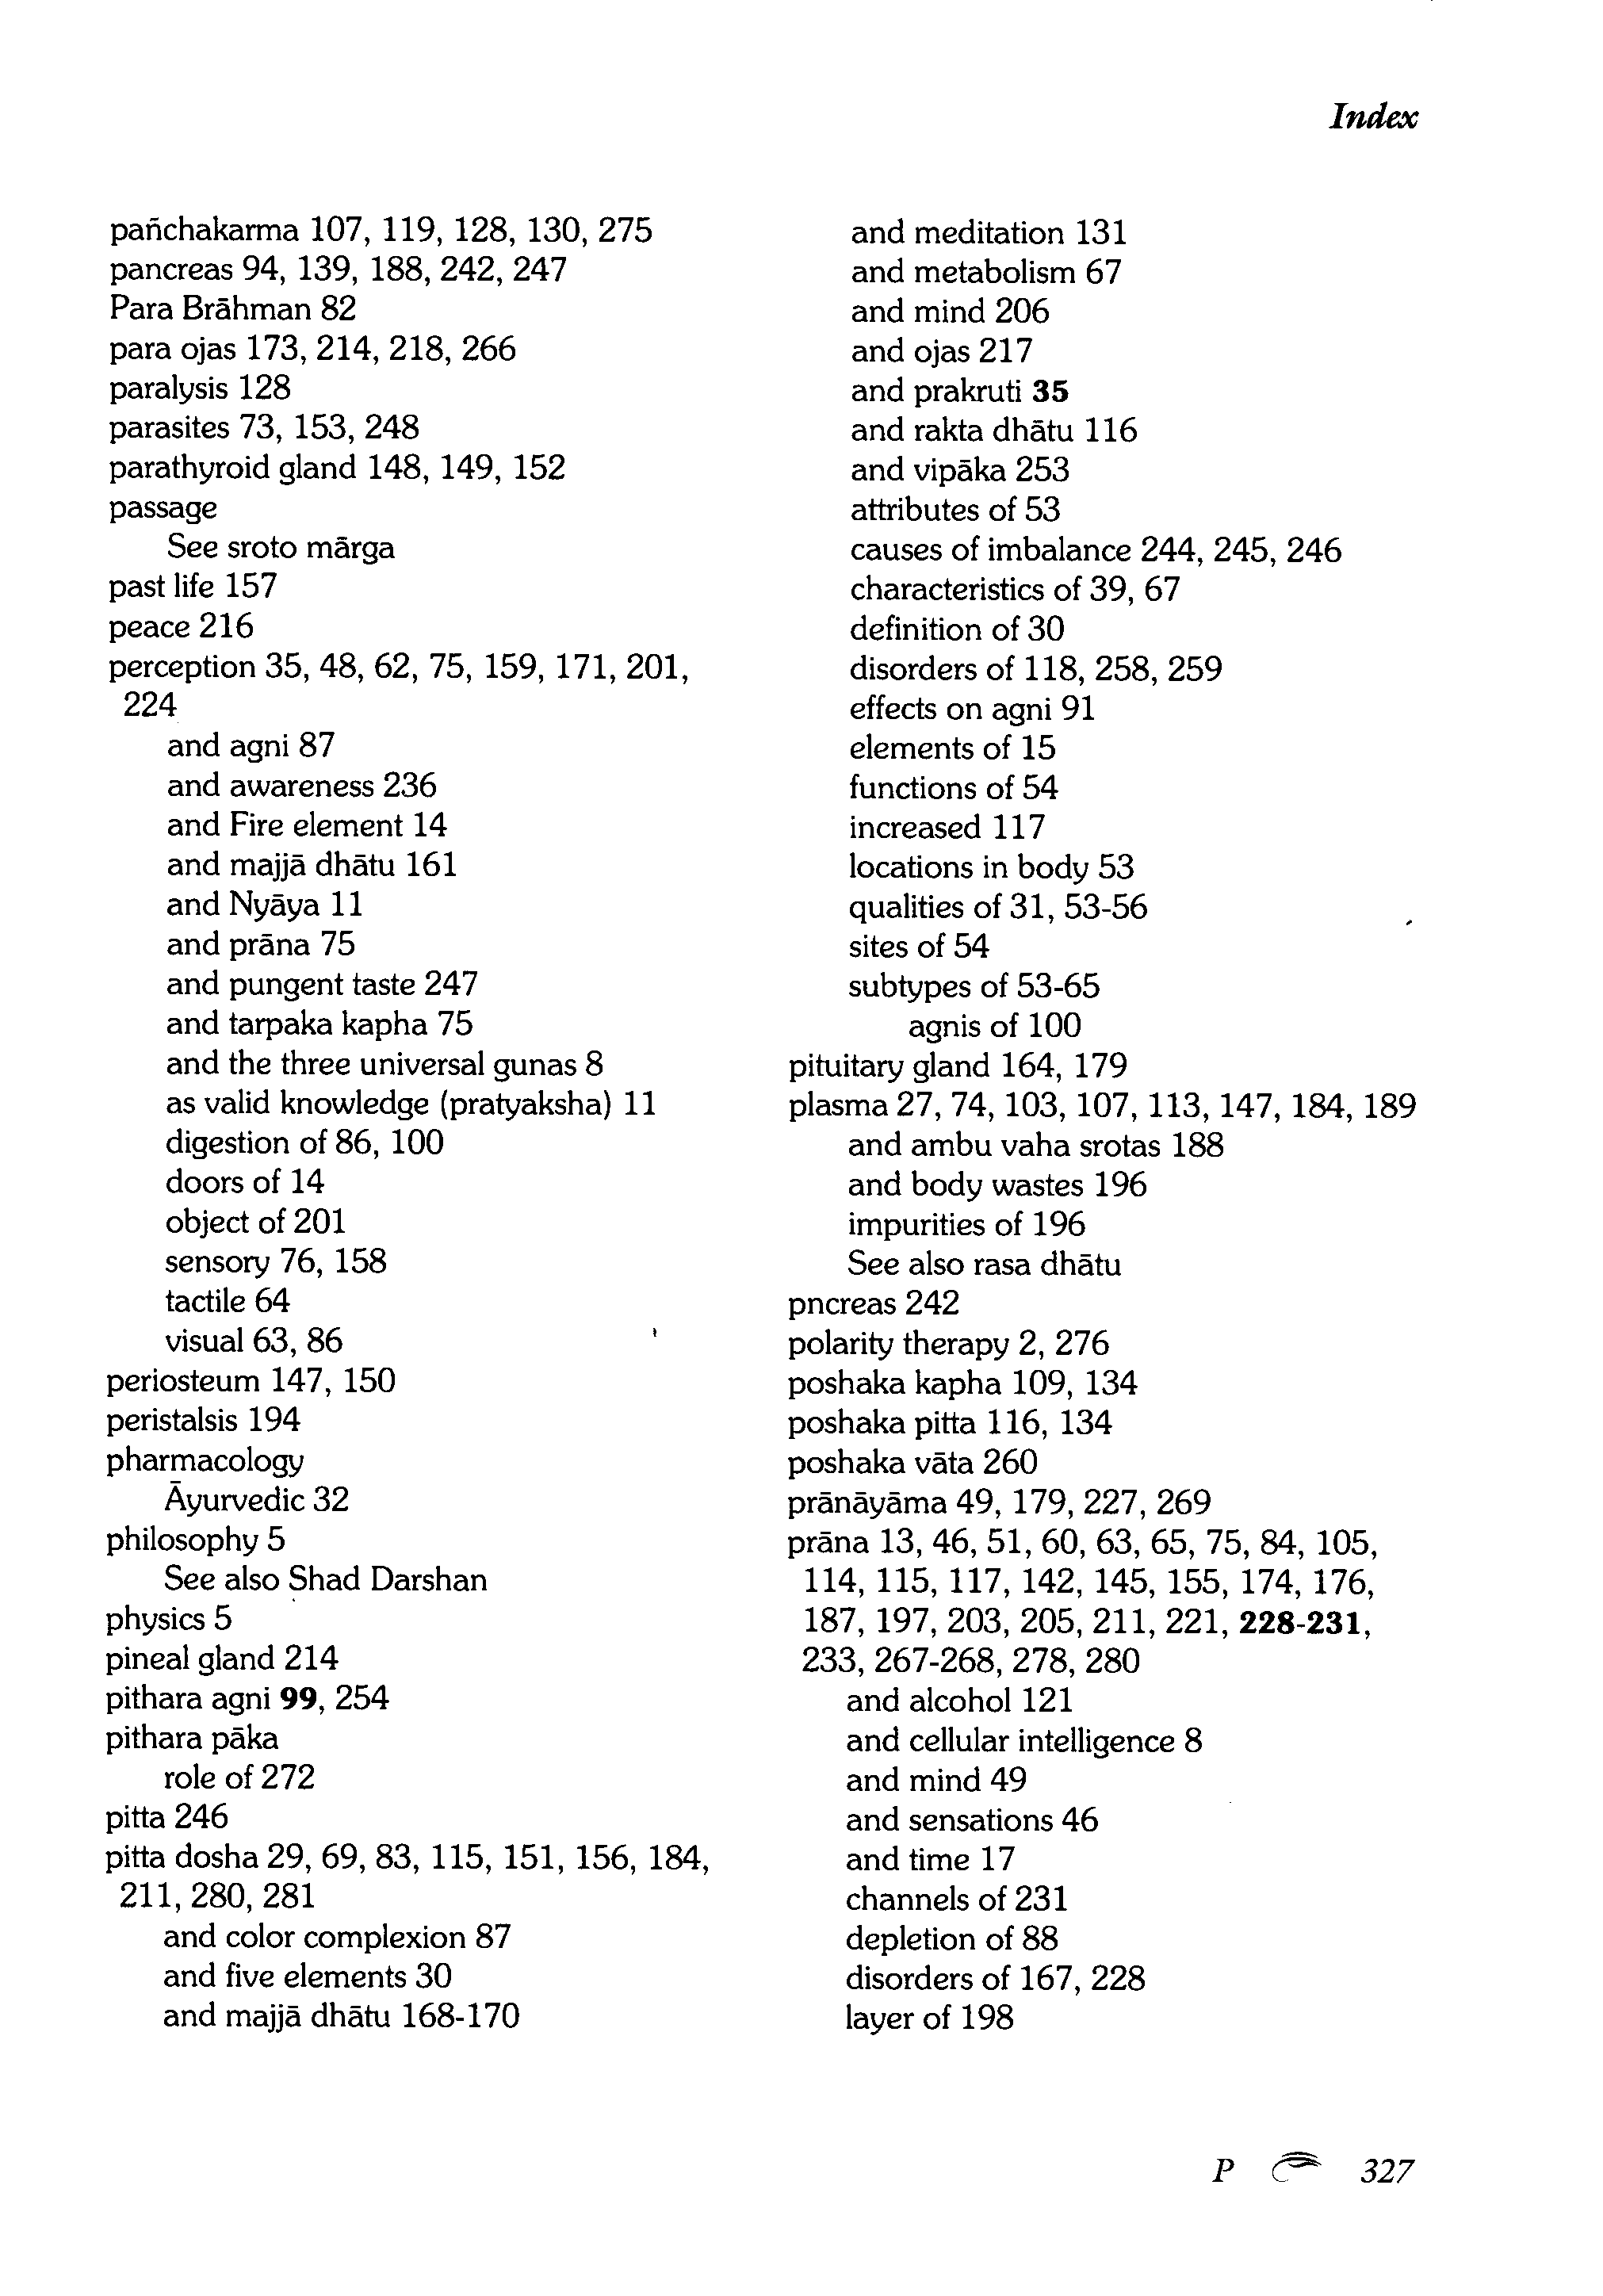 Index
pañchakarma 107, 119, 128, 130, 275
pancreas 94, 139, 188, 242, 247
Para Brāhman 82
para ojas 173, 214, 218, 266
paralysis 128
parasites 73, 153, 248
parathyroid gland 148, 149, 152
passage
See sroto mārga
past life 157
peace 216
perception 35, 48, 62, 75, 159, 171, 201,
224
and agni 87
and awareness 236
and Fire element 14
and majjā dhātu 161
and Nyāya 11
and prāna 75
and pungent taste 247
and tarpaka kapha 75
and the three universal gunas 8
as valid knowledge (pratyaksha) 11
digestion of 86, 100
doors of 14
object of 201
sensory 76, 158
tactile 64
visual 63, 86
periosteum 147, 150
peristalsis 194
pharmacology
Āyurvedic 32
philosophy 5
See also Shad Darshan
physics 5
pineal gland 214
pithara agni 99, 254
pithara pāka
role of 272
pitta 246
pitta dosha 29, 69, 83, 115, 151, 156, 184,
211, 280, 281
and color complexion 87
and five elements 30
and majjā dhātu 168-170
and meditation 131
and metabolism 67
and mind 206
and ojas 217
and prakruti 35
and rakta dhātu 116
and vipāka 253
attributes of 53
causes of imbalance 244, 245, 246
characteristics of 39, 67
definition of 30
disorders of 118, 258, 259
effects on agni 91
elements of 15
functions of 54
increased 117
locations in body 53
qualities of 31, 53-56
sites of 54
subtypes of 53-65
agnis of 100
pituitary gland 164, 179
plasma 27, 74, 103, 107, 113, 147, 184, 189
and ambu vaha srotas 188
and body wastes 196
impurities of 196
See also rasa dhātu
pncreas 242
polarity therapy 2, 276
poshaka kapha 109, 134
poshaka pitta 116, 134
poshaka vāta 260
prānāyāma 49, 179, 227, 269
prāna 13, 46, 51, 60, 63, 65, 75, 84, 105,
114, 115, 117, 142, 145, 155, 174, 176,
187, 197, 203, 205, 211, 221, 228-231,
233, 267-268, 278, 280
and alcohol 121
and cellular intelligence 8
and mind 49
and sensations 46
and time 17
channels of 231
depletion of 88
disorders of 167, 228
layer of 198
P 327